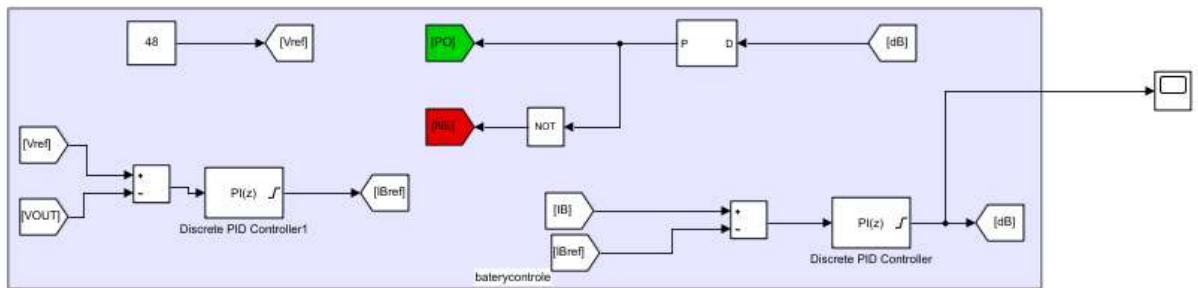 48
[Vref]
[PO]
P
D
[dB]
[NE]
NOT
[Vref]
+
−
[VOUT]
PI(z)
[IBref]
Discrete PID Controller1
[IB]
[IBref]
+
−
PI(z)
[dB]
Discrete PID Controller
baterycontrole